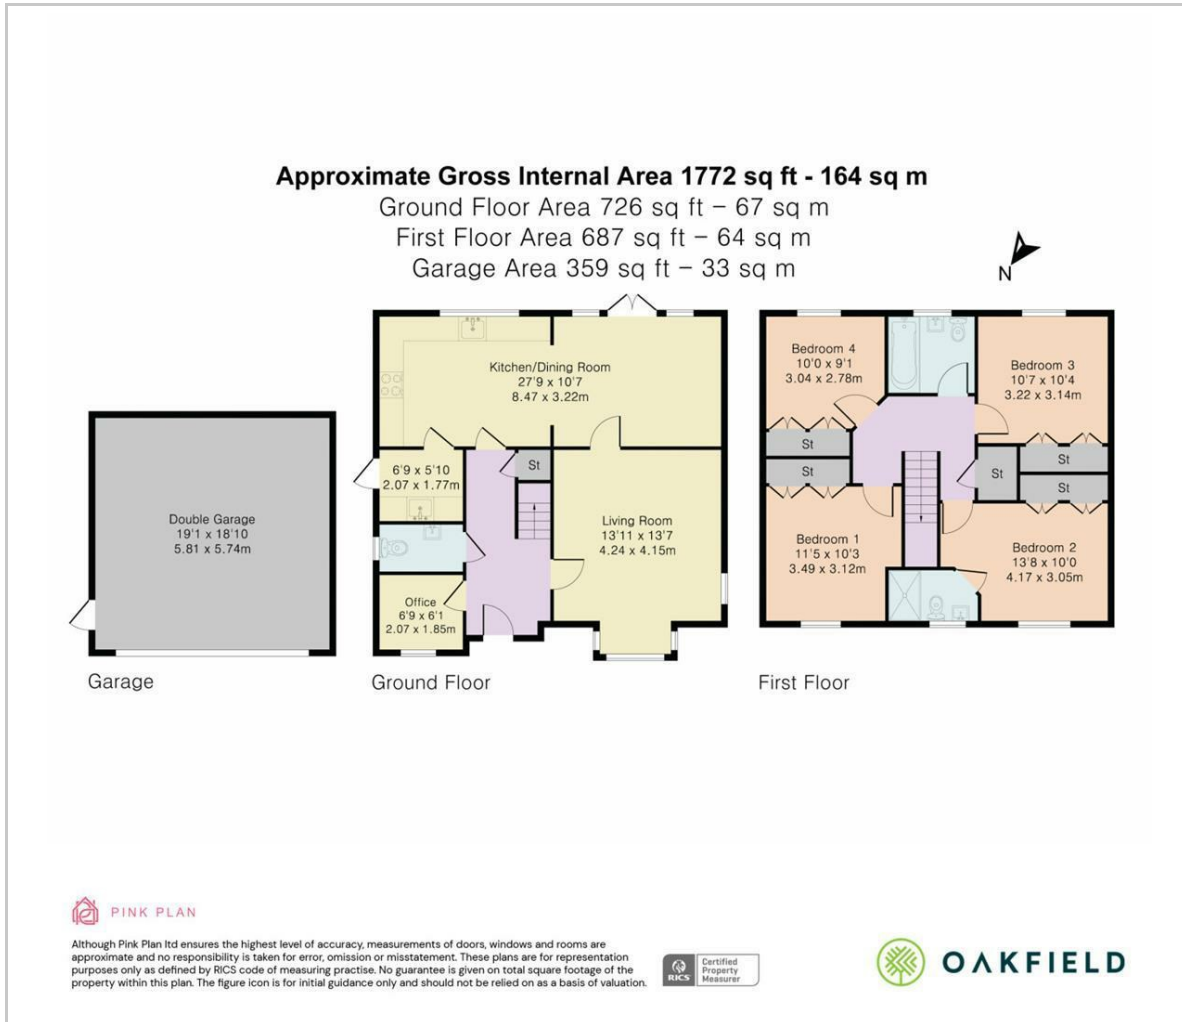 Approximate Gross Internal Area 1772 sq ft - 164 sq m
Ground Floor Area 726 sq ft – 67 sq m
First Floor Area 687 sq ft – 64 sq m
Garage Area 359 sq ft – 33 sq m
N
Double Garage
19'1 x 18'10
5.81 x 5.74m
Garage
Kitchen/Dining Room
27'9 x 10'7
8.47 x 3.22m
6'9 x 5'10
2.07 x 1.77m
St
Living Room
13'11 x 13'7
4.24 x 4.15m
Office
6'9 x 6'1
2.07 x 1.85m
Ground Floor
Bedroom 4
10'0 x 9'1
3.04 x 2.78m
Bedroom 3
10'7 x 10'4
3.22 x 3.14m
St
St
St
St
St
Bedroom 1
11'5 x 10'3
3.49 x 3.12m
Bedroom 2
13'8 x 10'0
4.17 x 3.05m
First Floor
PINK PLAN
Although Pink Plan ltd ensures the highest level of accuracy, measurements of doors, windows and rooms are
approximate and no responsibility is taken for error, omission or misstatement. These plans are for representation
purposes only as defined by RICS code of measuring practise. No guarantee is given on total square footage of the
property within this plan. The figure icon is for initial guidance only and should not be relied on as a basis of valuation.
RICS
Certified
Property
Measurer
OAKFIELD